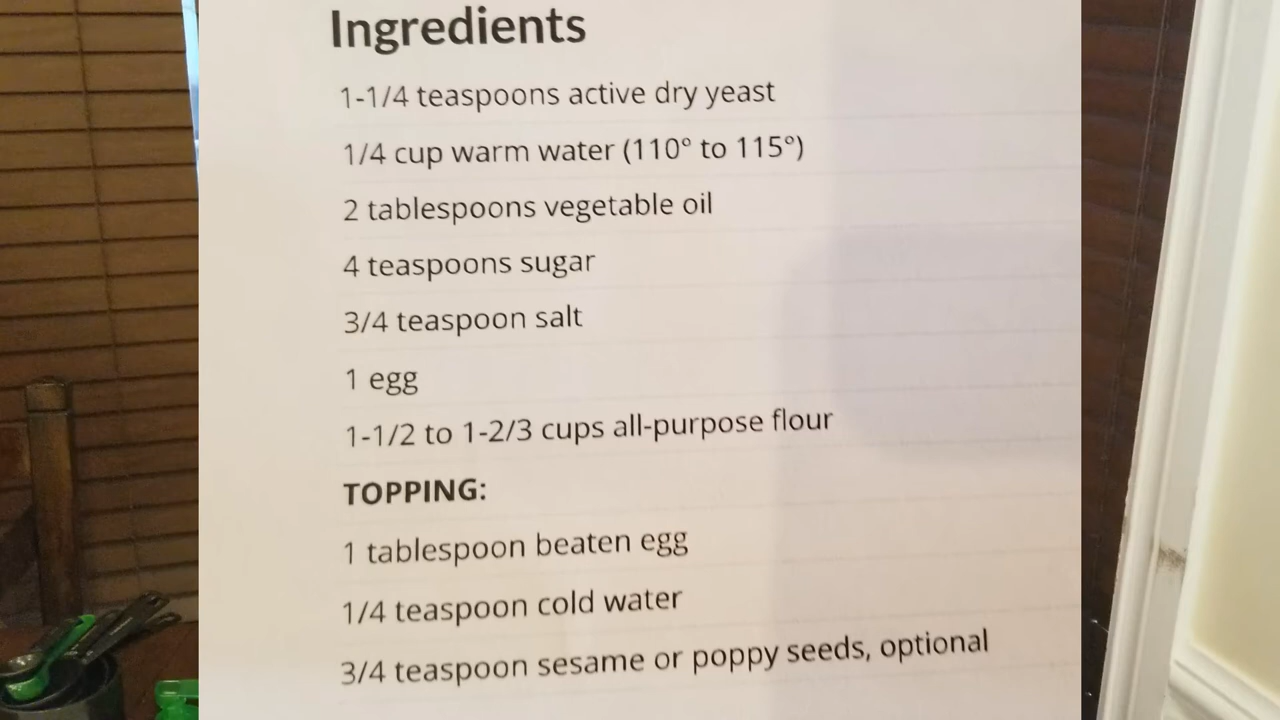 Ingredients
1-1/4 teaspoons active dry yeast
1/4 cup warm water (110° to 115°)
2 tablespoons vegetable oil
4 teaspoons sugar
3/4 teaspoon salt
1 egg
1-1/2 to 1-2/3 cups all-purpose flour
TOPPING:
1 tablespoon beaten egg
1/4 teaspoon cold water
3/4 teaspoon sesame or poppy seeds, optional